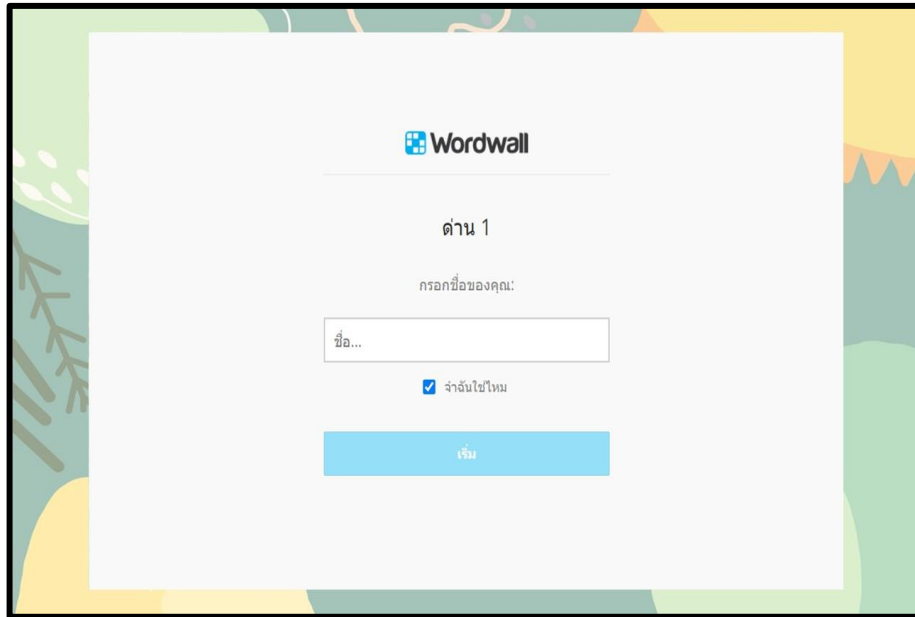 Wordwall
ด่าน 1
กรอกชื่อของคุณ:
ชื่อ...
จำฉันใช่ไหม
เริ่ม